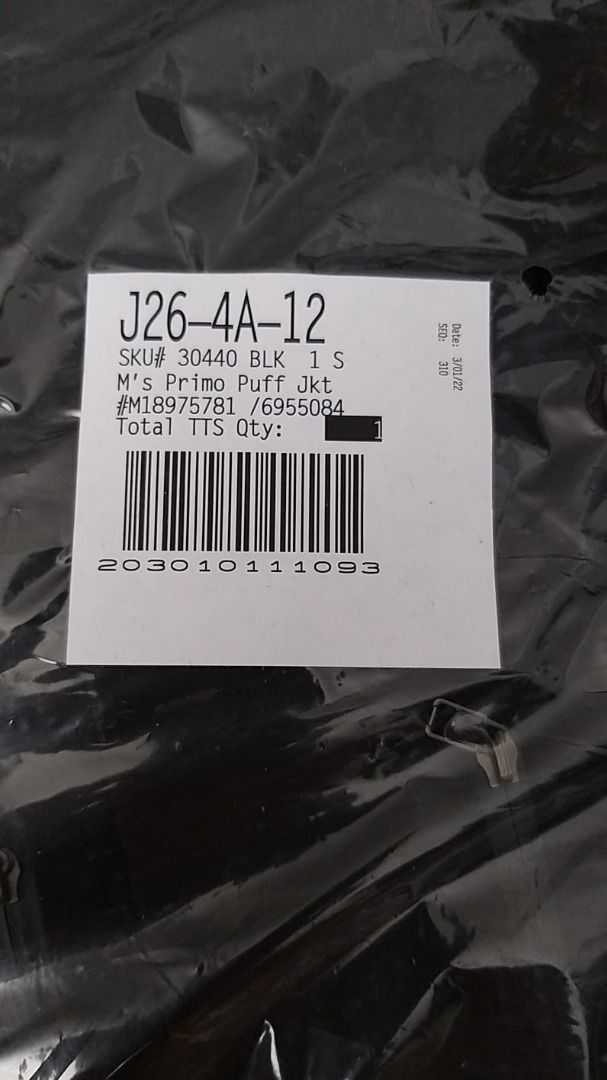 J26-4A-12
SKU# 30440 BLK 1 S
M's Primo Puff Jkt
#M18975781 /6955084
Total TTS Qty: 1
203010111093
Date: 3/01/22
SEQ: 310